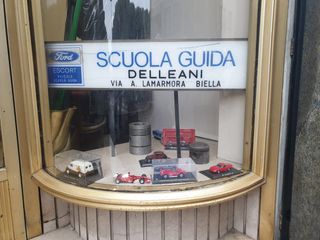 Ford
ESCORT
SCUOLA GUIDA
DELLEANI
VIA A. LAMARMORA BIELLA